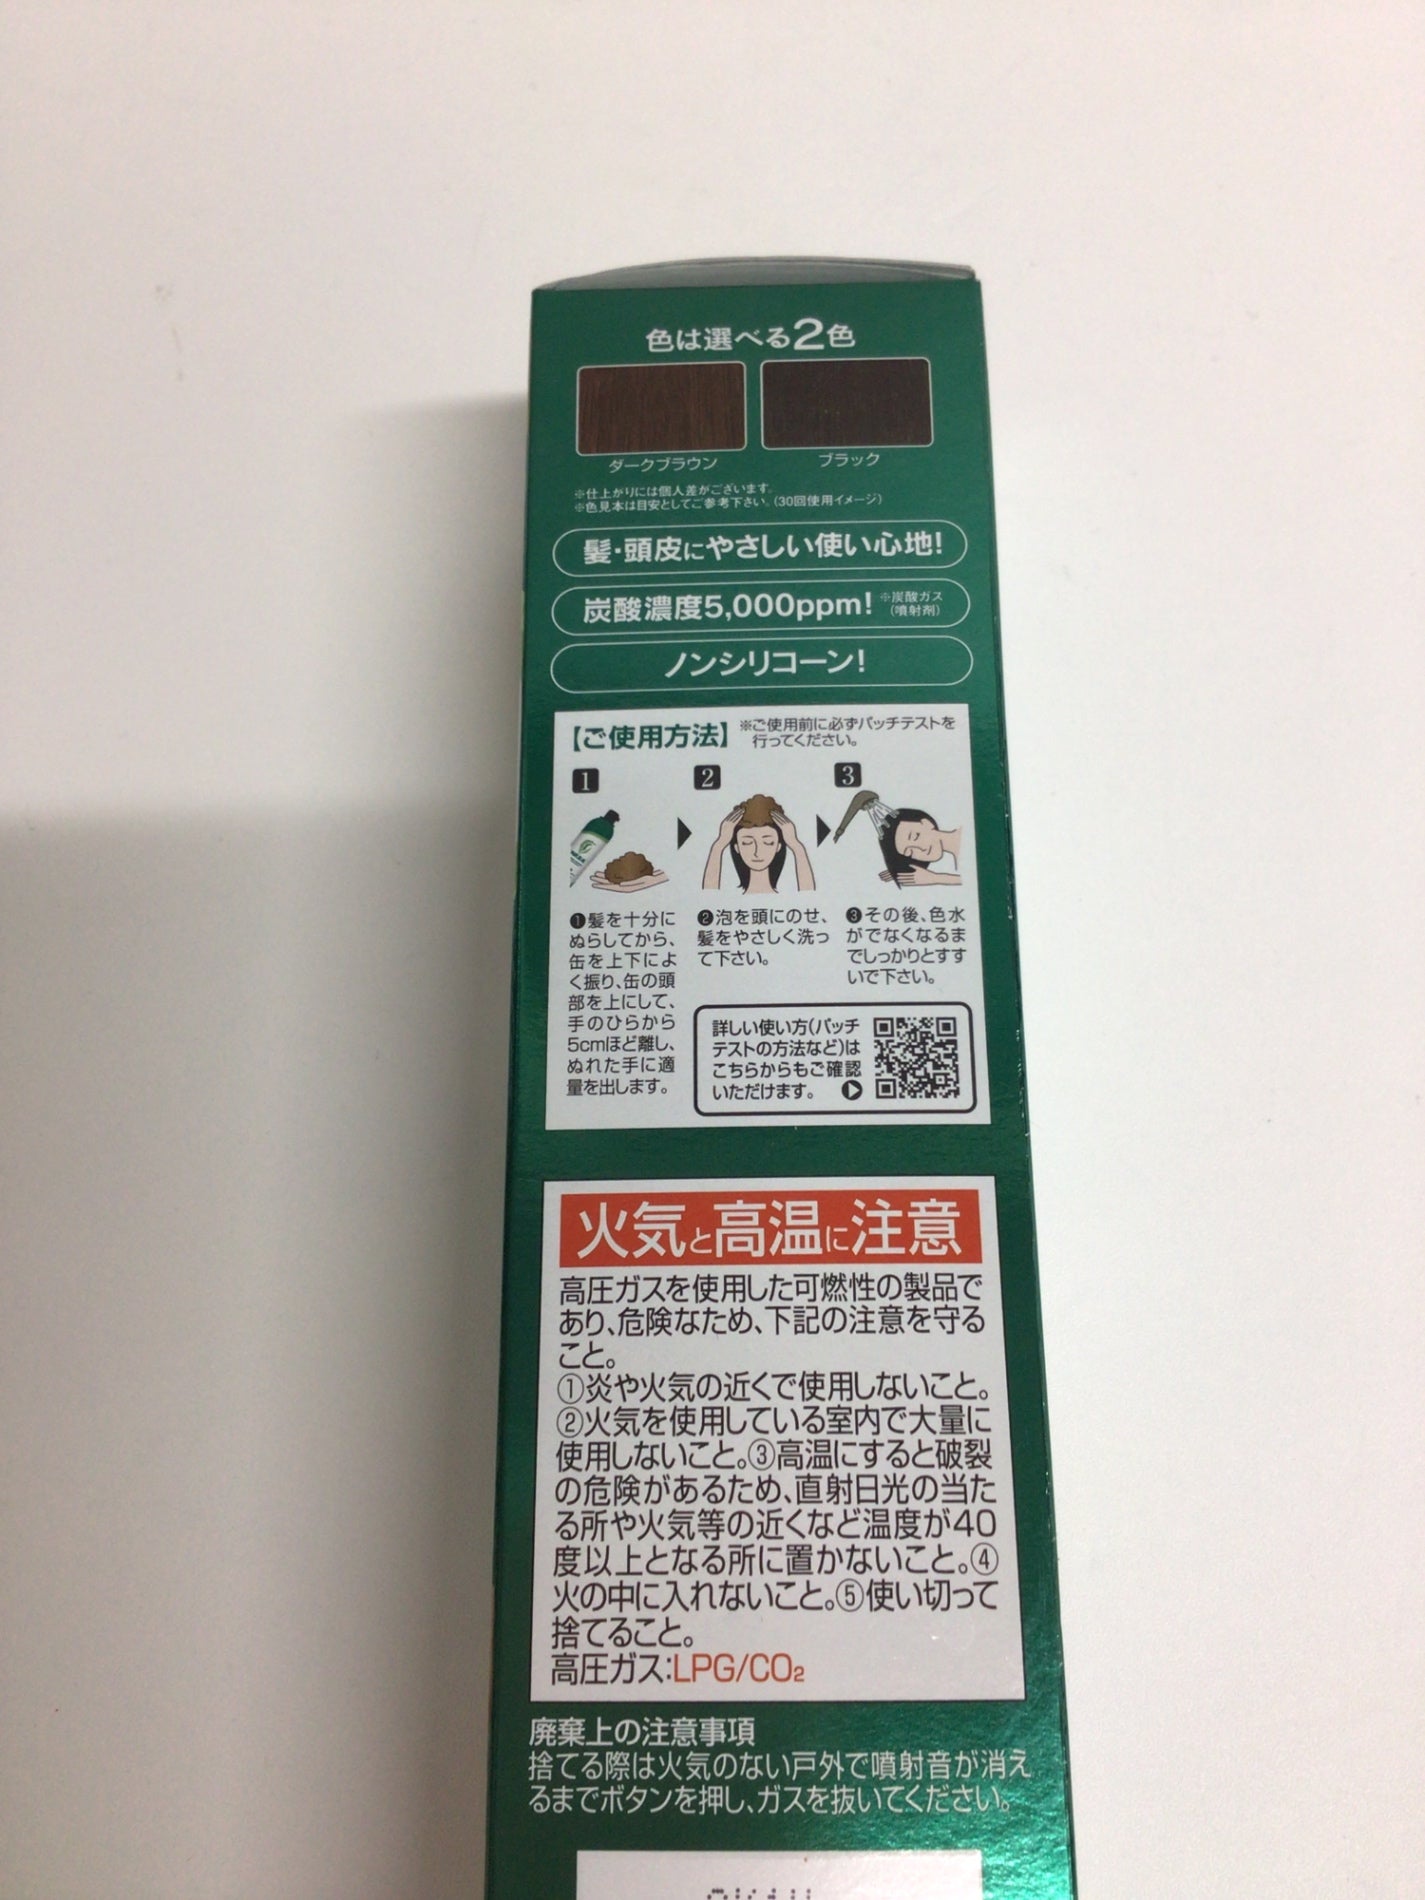 色は選べる2色
ダークブラウン
ブラック
※仕上がりには個人差がございます。
※色見本は目安としてご参考下さい。(30回使用イメージ)
髪・頭皮にやさしい使い心地!
炭酸濃度5,000ppm! ※炭酸ガス
(噴射剤)
ノンシリコーン!
【ご使用方法】 ※ご使用前に必ずパッチテストを
行ってください。
1 2 3
❶髪を十分に
ぬらしてから、
缶を上下によ
く振り、缶の頭
部を上にして、
手のひらから
5cmほど離し、
ぬれた手に適
量を出します。
❷泡を頭にのせ、
髪をやさしく洗っ
て下さい。
❸その後、色水
がでなくなるま
でしっかりとすす
いで下さい。
詳しい使い方(パッチ
テストの方法など)は
こちらからもご確認
いただけます。
火気と高温に注意
高圧ガスを使用した可燃性の製品で
あり、危険なため、下記の注意を守る
こと。
①炎や火気の近くで使用しないこと。
②火気を使用している室内で大量に
使用しないこと。③高温にすると破裂
の危険があるため、直射日光の当た
る所や火気等の近くなど温度が40
度以上となる所に置かないこと。④
火の中に入れないこと。⑤使い切って
捨てること。
高圧ガス:LPG/CO₂
廃棄上の注意事項
捨てる際は火気のない戸外で噴射音が消え
るまでボタンを押し、ガスを抜いてください。